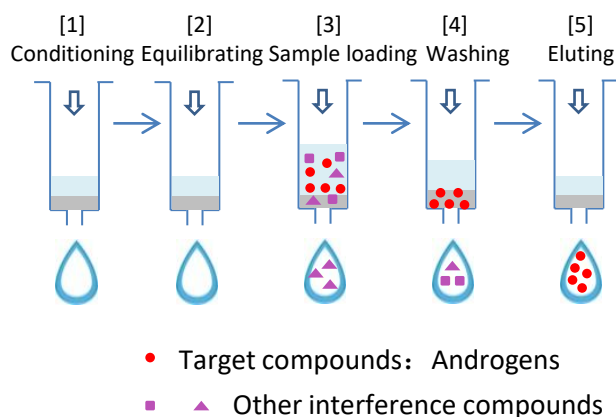 [1] [2] [3] [4] [5]
Conditioning Equilibrating Sample loading Washing Eluting
Target compounds： Androgens
Other interference compounds